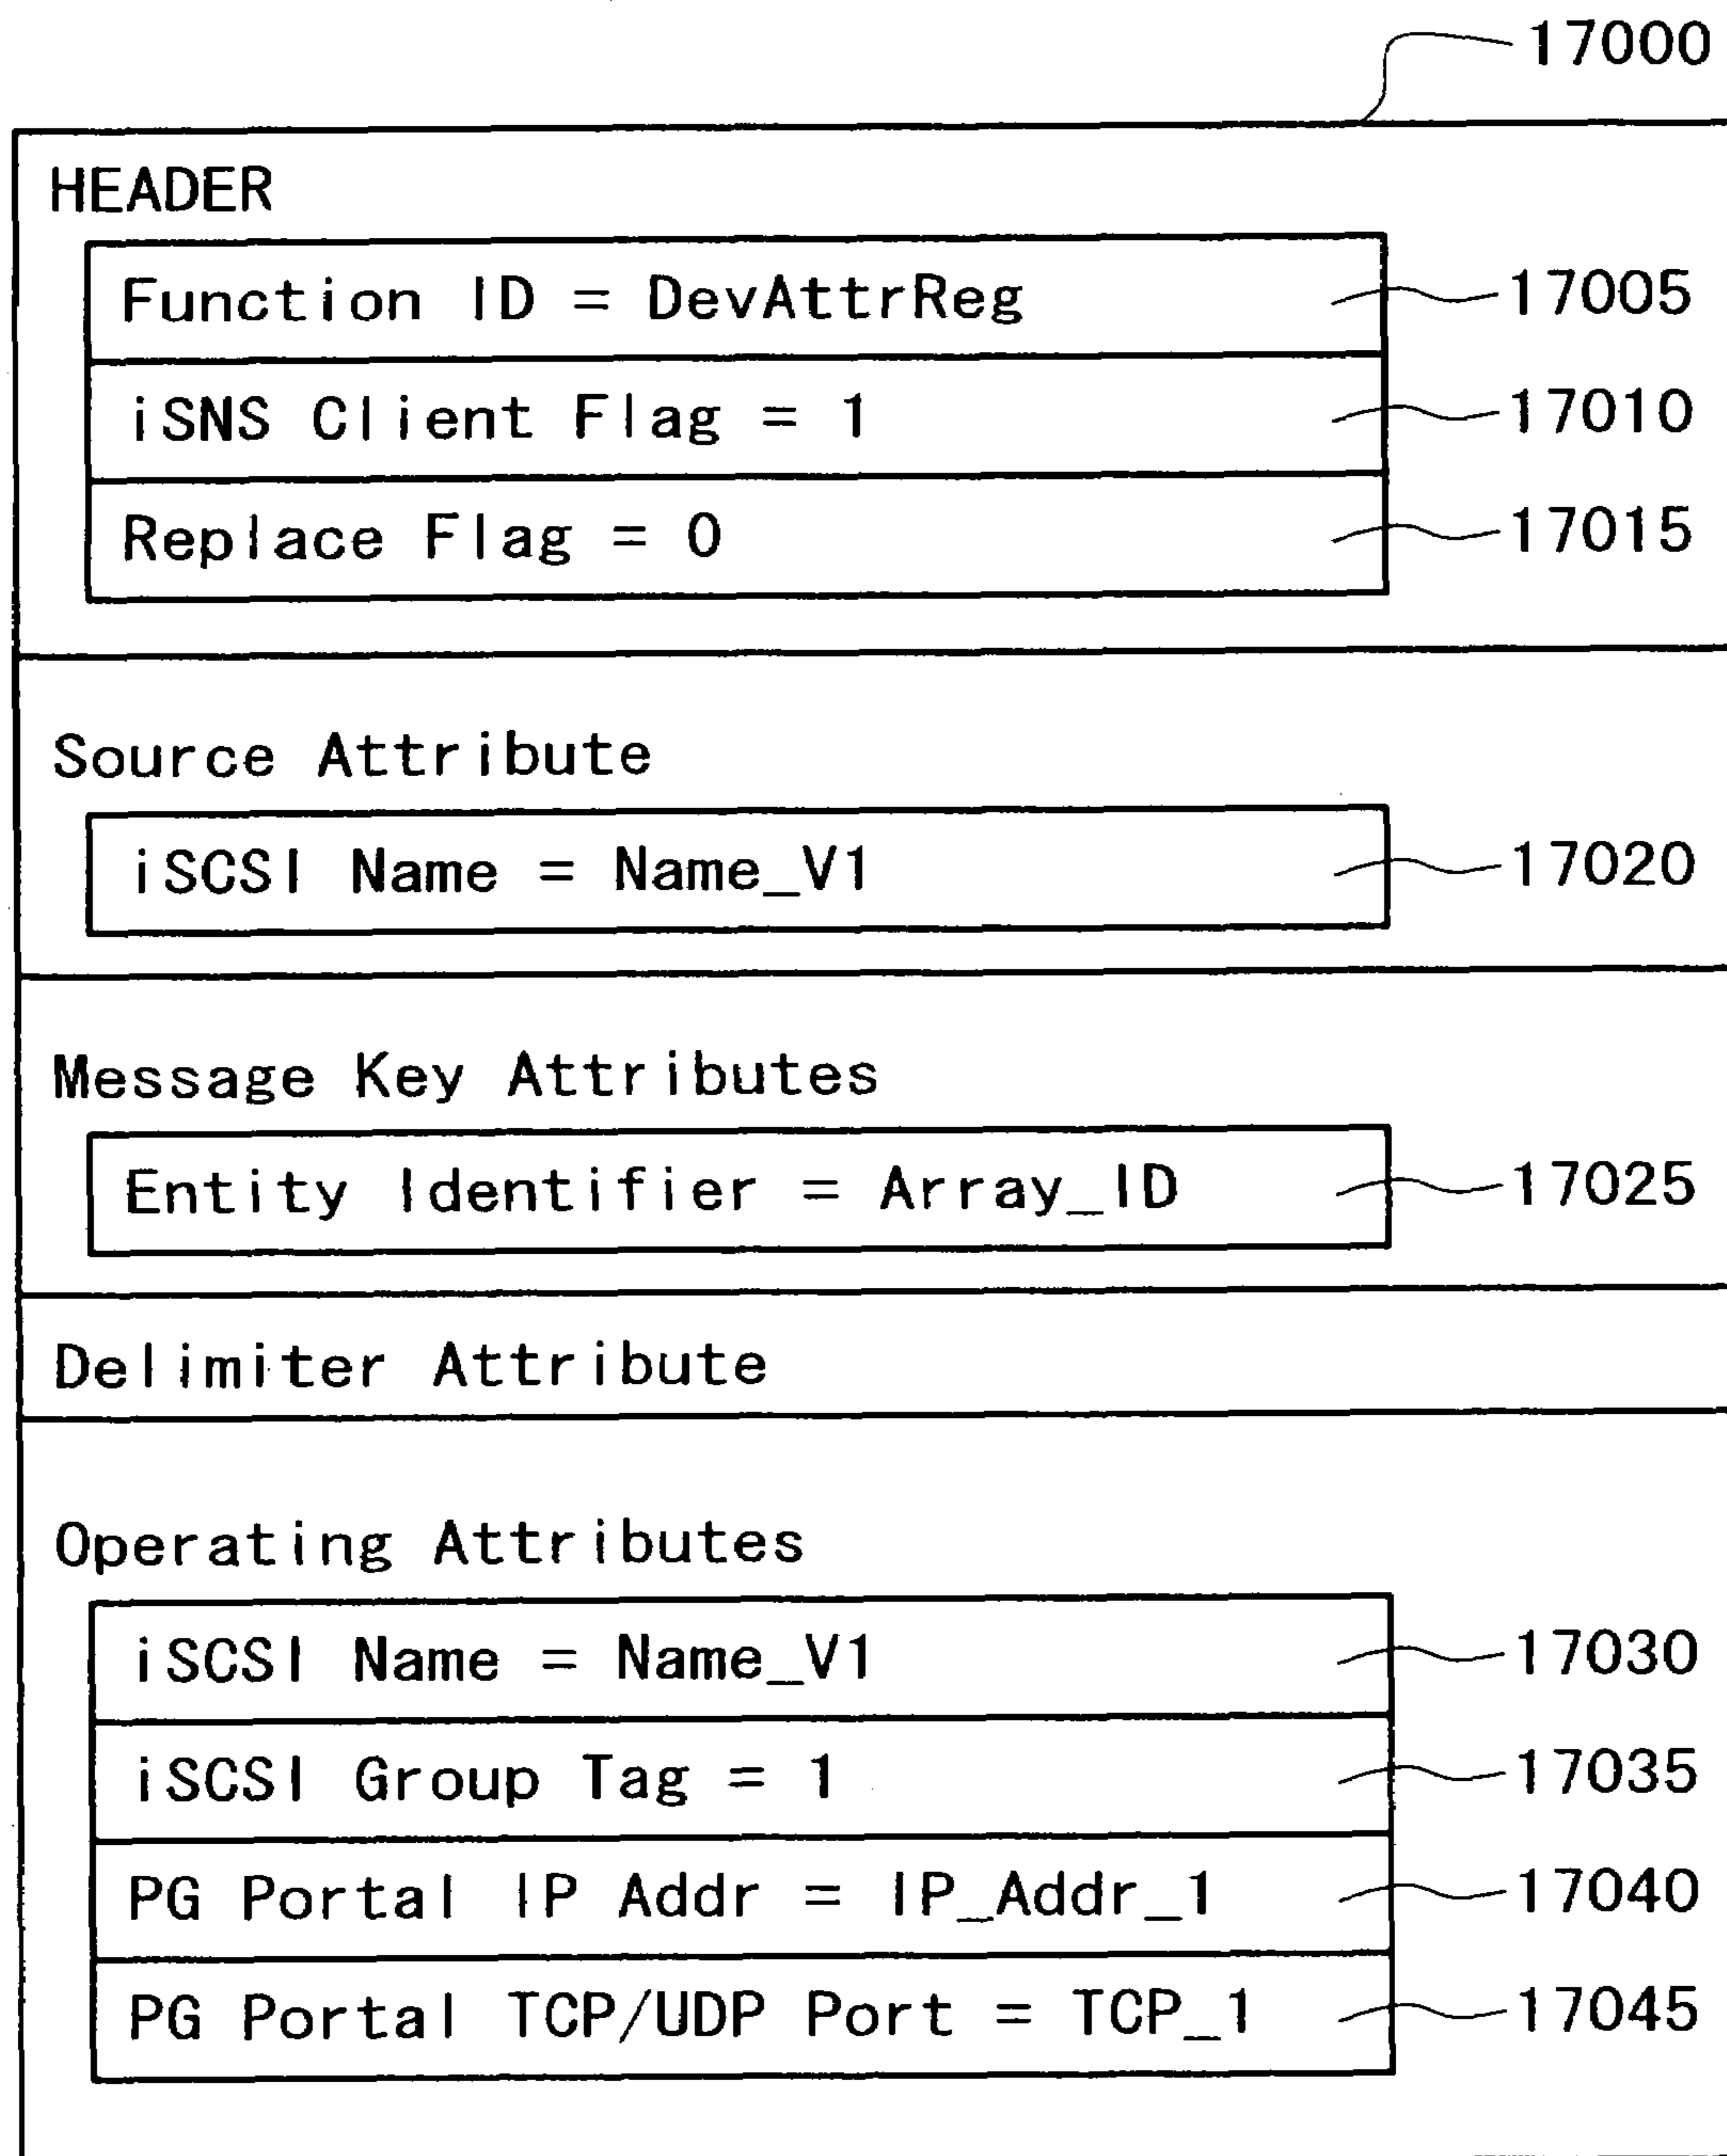 17000
HEADER
Function ID = DevAttrReg 17005
iSNS Client Flag = 1 17010
Replace Flag = 0 17015
Source Attribute
iSCSI Name = Name_V1 17020
Message Key Attributes
Entity Identifier = Array_ID 17025
Delimiter Attribute
Operating Attributes
iSCSI Name = Name_V1 17030
iSCSI Group Tag = 1 17035
PG Portal IP Addr = IP_Addr_1 17040
PG Portal TCP/UDP Port = TCP_1 17045